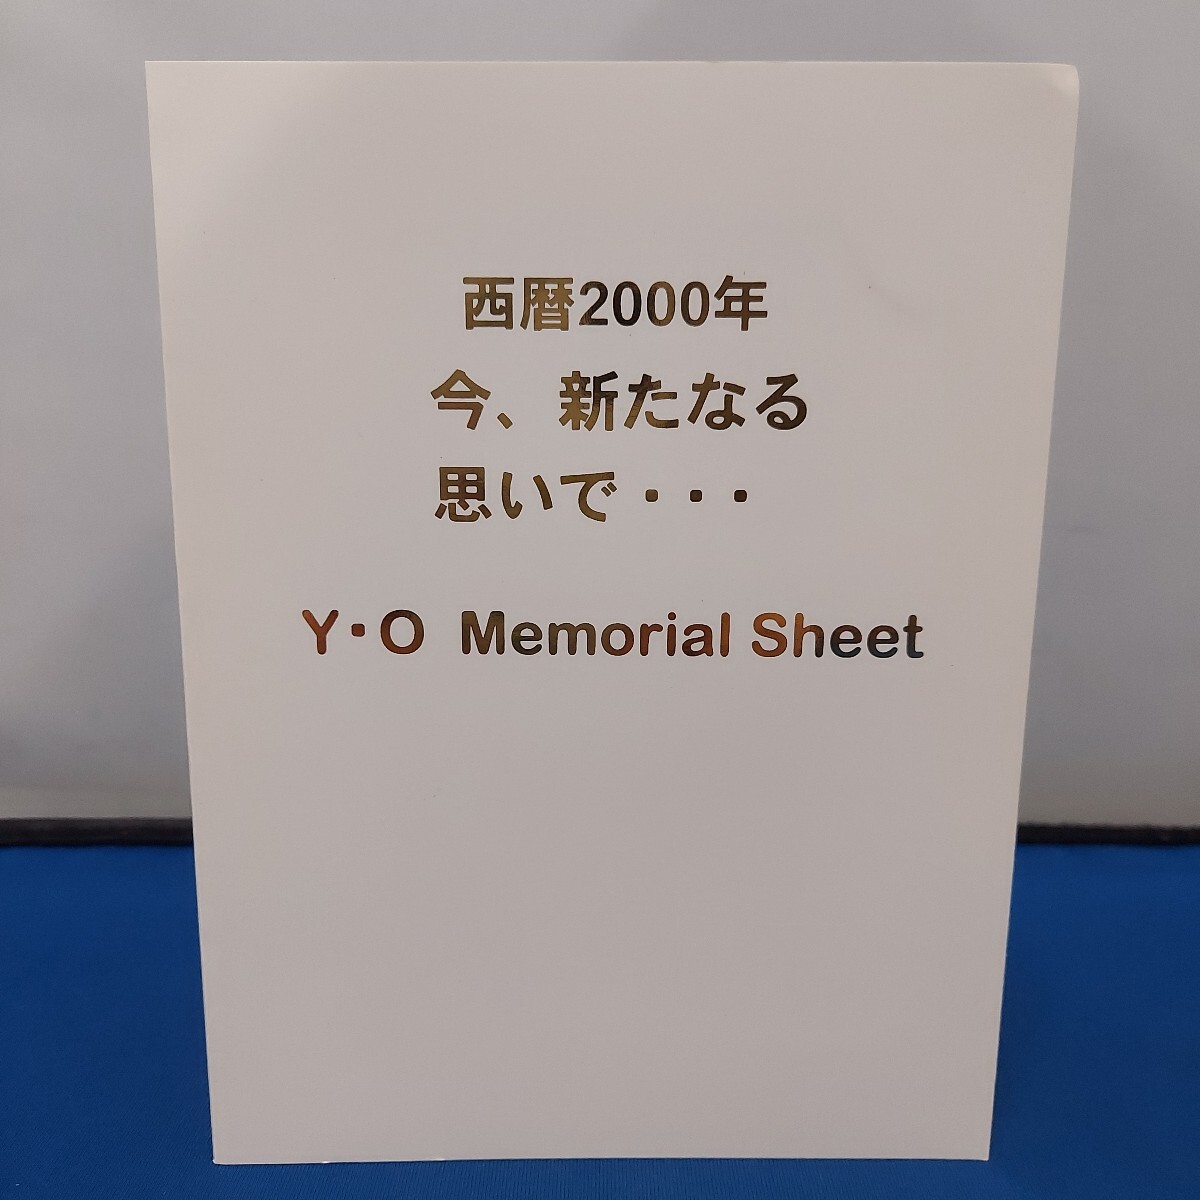 西暦2000年
今、新たなる
思いで・・・
Y・O Memorial Sheet